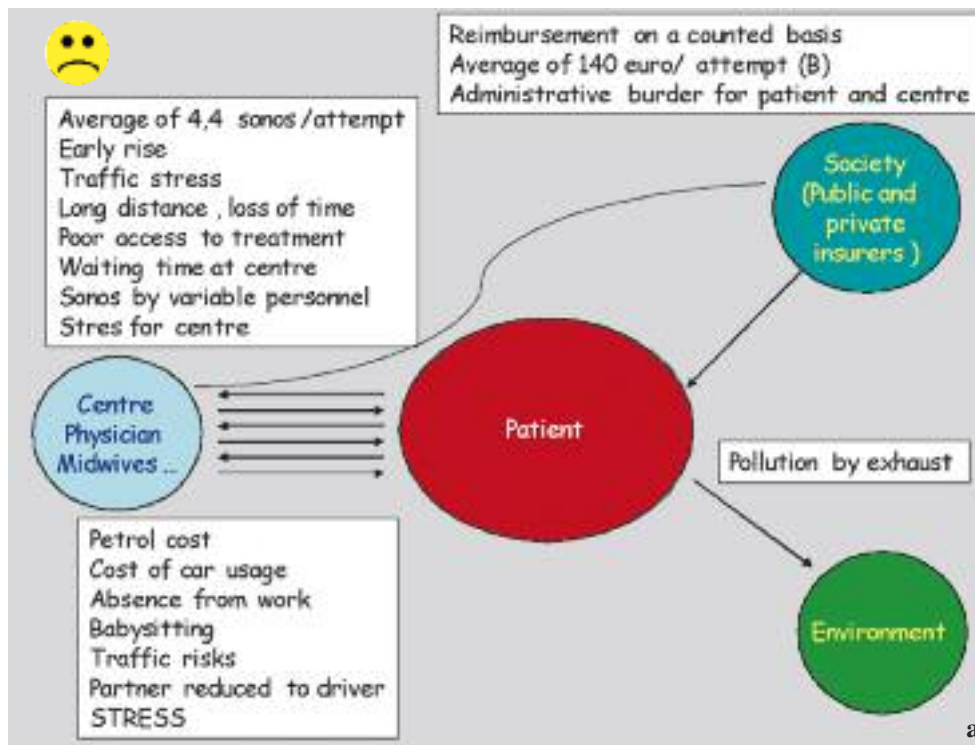 Reimbursement on a counted basis
Average of 140 euro/ attempt (B)
Administrative burder for patient and centre
Average of 4,4 sonos/attempt
Early rise
Traffic stress
Long distance , loss of time
Poor access to treatment
Waiting time at centre
Sonos by variable personnel
Stres for centre
Society
(Public and
private
insurers )
Centre
Physician
Midwives ...
Patient
Pollution by exhaust
Petrol cost
Cost of car usage
Absence from work
Babysitting
Traffic risks
Partner reduced to driver
STRESS
Environment
a